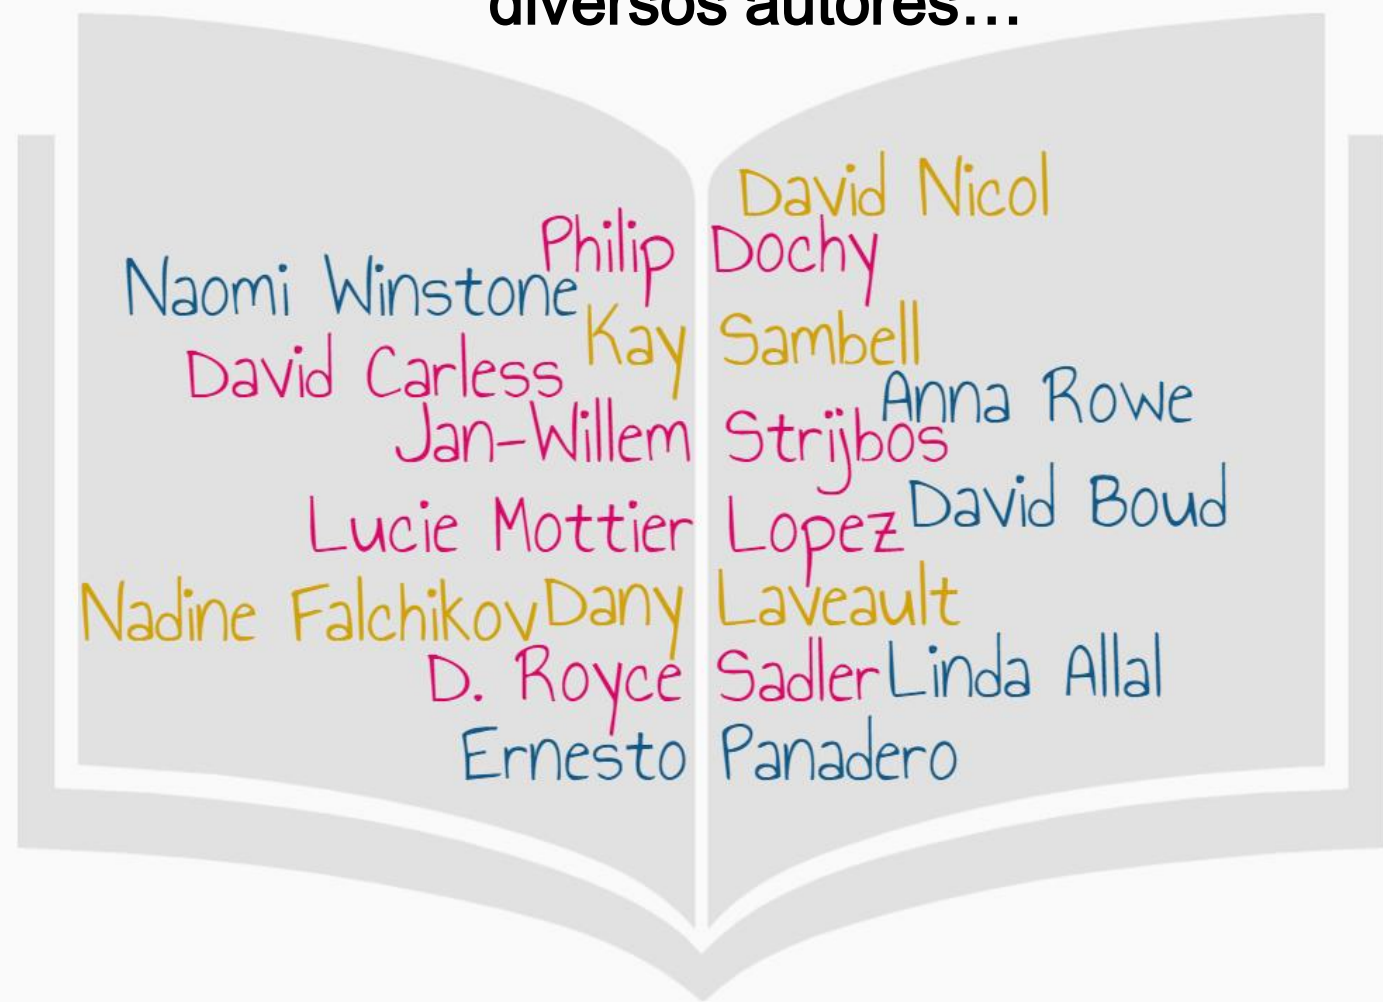 diversos autores...
David Nicol
Philip Dochy
Naomi Winstone
Kay Sambell
David Carless
Anna Rowe
Jan-Willem Strijbos
David Boud
Lucie Mottier Lopez
Nadine Falchikov
Dany Laveault
D. Royce Sadler
Linda Allal
Ernesto Panadero